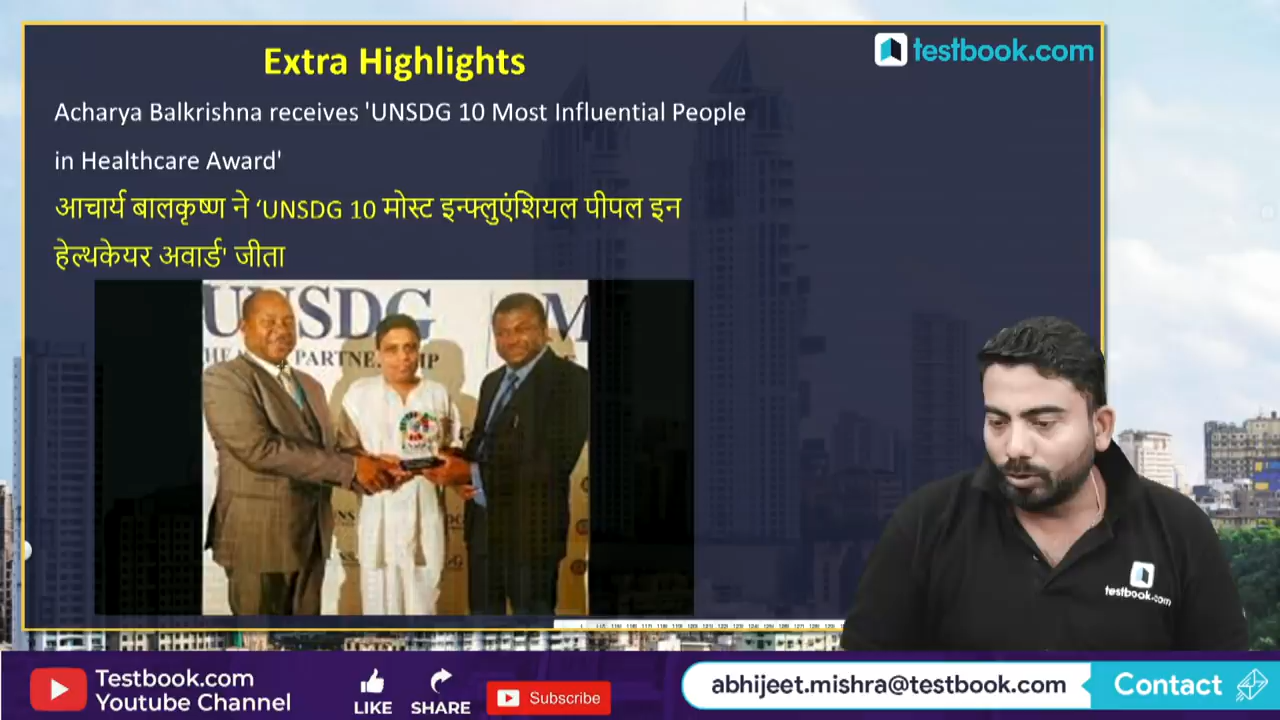 Extra Highlights
testbook.com
Acharya Balkrishna receives 'UNSDG 10 Most Influential People
in Healthcare Award'
आचार्य बालकृष्ण ने ‘UNSDG 10 मोस्ट इन्फ्लुएंशियल पीपल इन
हेल्थकेयर अवार्ड' जीता
UNSDG
M
PARTNERSHIP
testbook.com
Testbook.com
Youtube Channel
LIKE
SHARE
Subscribe
abhijeet.mishra@testbook.com
Contact